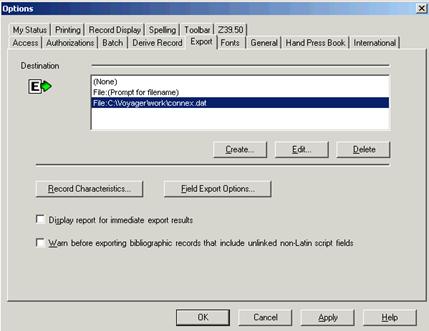 Options
My Status Printing Record Display Spelling Toolbar Z39.50
Access Authorizations Batch Derive Record Export Fonts General Hand Press Book International
Destination
E
(None)
File:(Prompt for filename)
File:C:\Voyager\work\connex.dat
Create... Edit... Delete
Record Characteristics... Field Export Options...
Display report for immediate export results
Warn before exporting bibliographic records that include unlinked non-Latin script fields
OK Cancel Apply Help